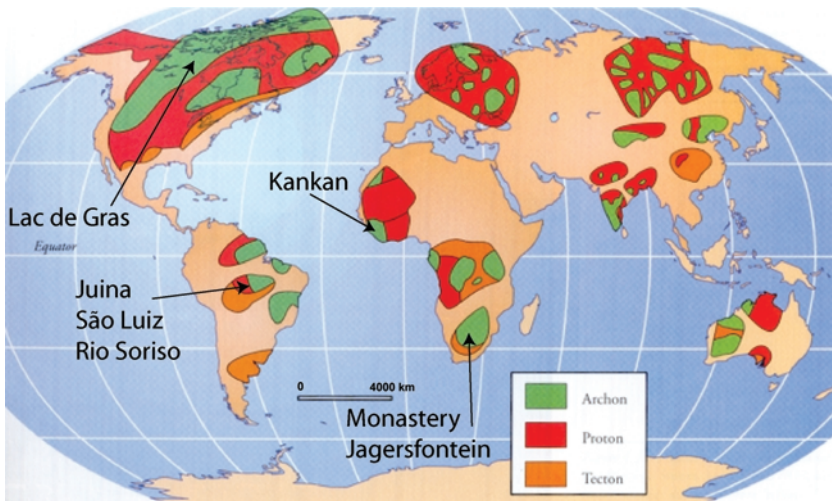 Kankan
Lac de Gras
Equator
Juina
São Luiz
Rio Soriso
0 4000 km
Monastery
Jagersfontein
Archon
Proton
Tecton